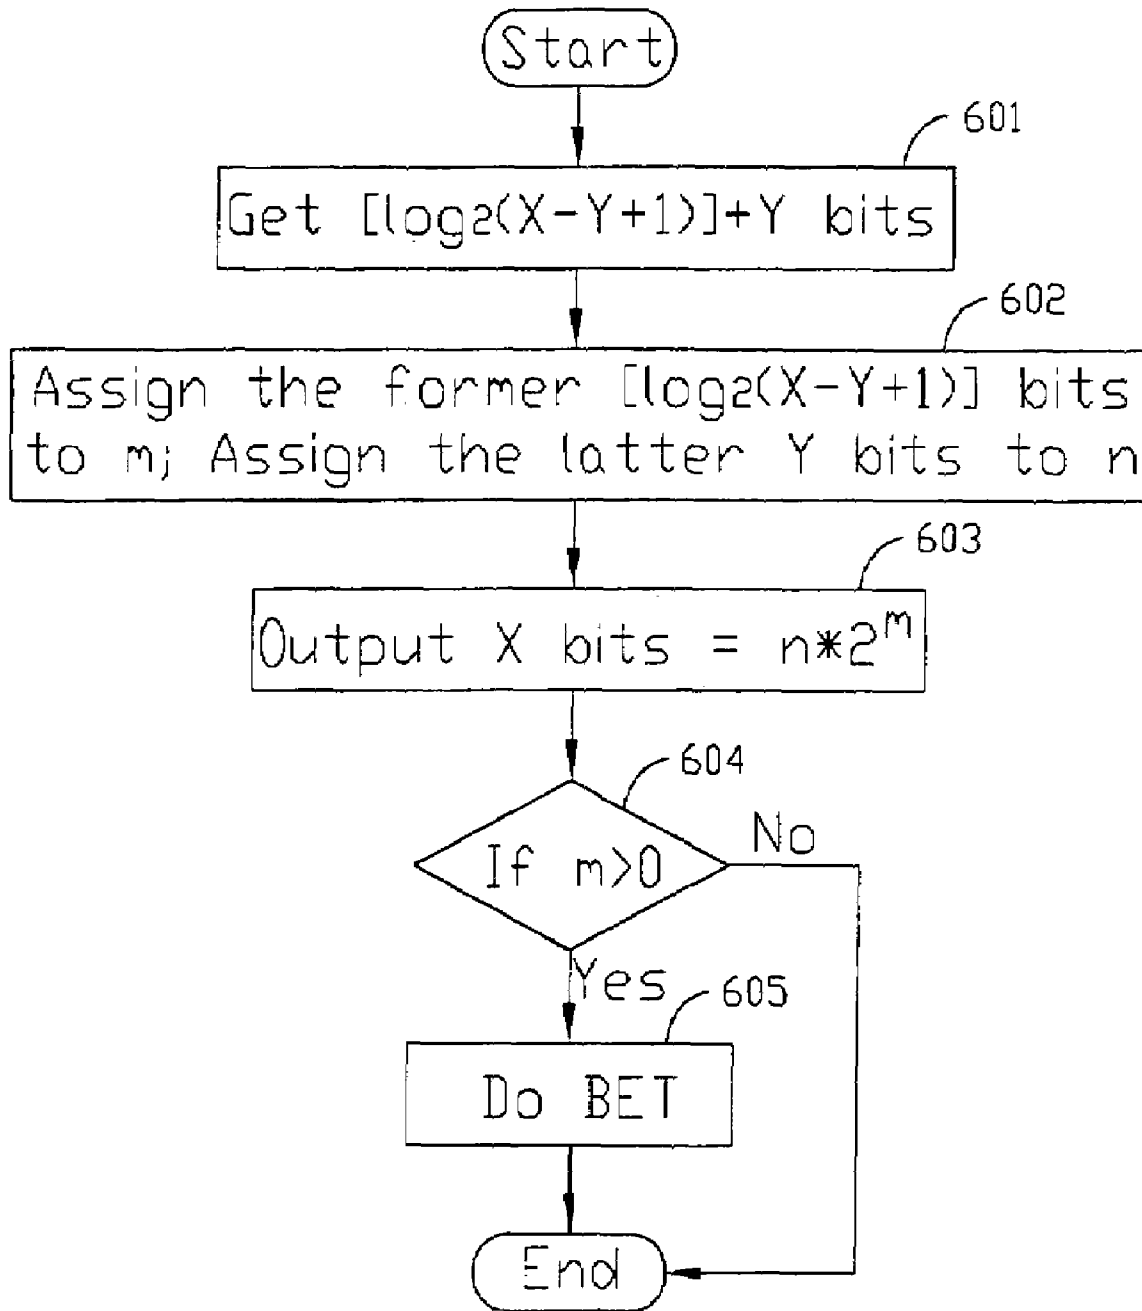 Start
601
Get [log2(X-Y+1)]+Y bits
602
Assign the former [log2(X-Y+1)] bits
to m; Assign the latter Y bits to n
603
Output X bits = n*2^m
604
If m>0
No
Yes
605
Do BET
End